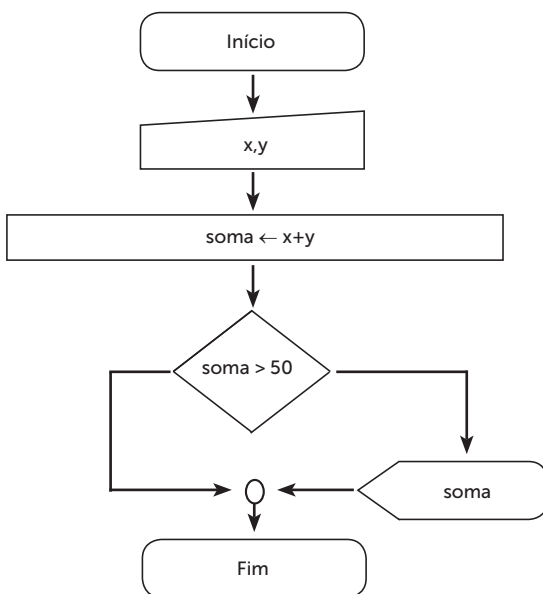 Início
x,y
soma ← x+y
soma > 50
soma
Fim